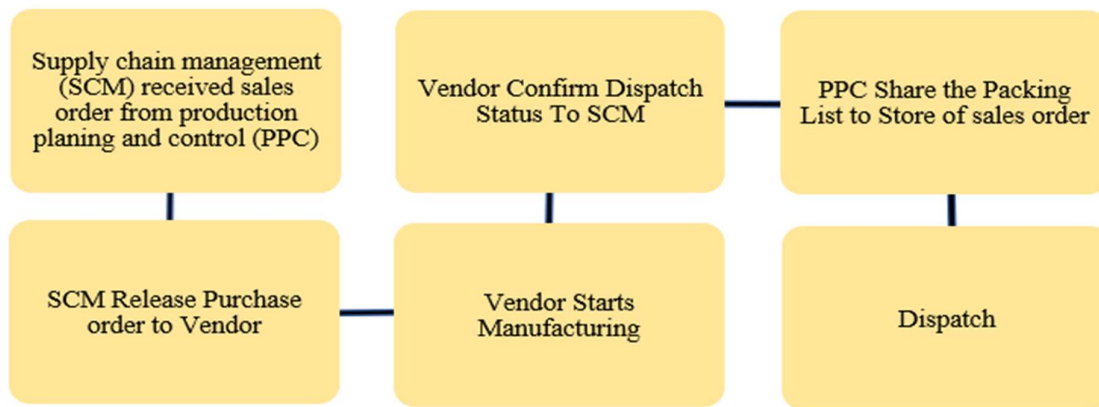 Supply chain management
(SCM) received sales
order from production
planing and control (PPC)
SCM Release Purchase
order to Vendor
Vendor Starts
Manufacturing
Vendor Confirm Dispatch
Status To SCM
PPC Share the Packing
List to Store of sales order
Dispatch